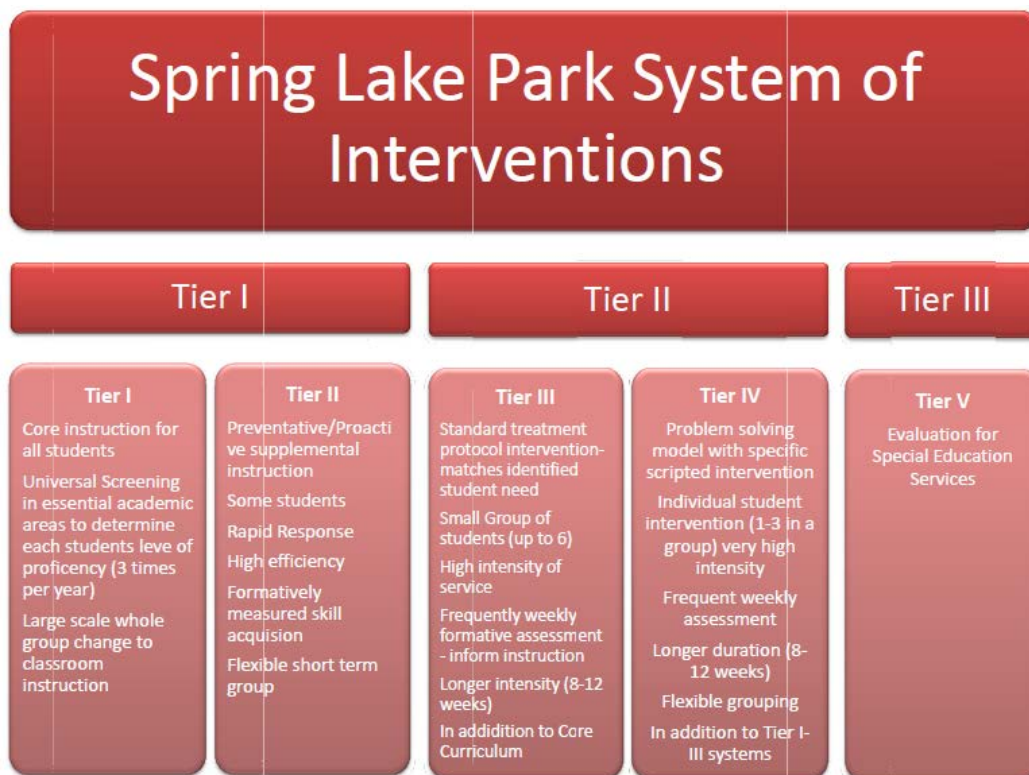 Spring Lake Park System of
Interventions
Tier I
Tier II
Tier III
Tier I
Core instruction for
all students
Universal Screening
in essential academic
areas to determine
each students leve of
proficency (3 times
per year)
Large scale whole
group change to
classroom
instruction
Tier II
Preventative/Proacti
ve supplemental
instruction
Some students
Rapid Response
High efficiency
Formatively
measured skill
acquision
Flexible short term
group
Tier III
Standard treatment
protocol intervention-
matches identified
student need
Small Group of
students (up to 6)
High intensity of
service
Frequently weekly
formative assessment
- inform instruction
Longer intensity (8-12
weeks)
In addidition to Core
Curriculum
Tier IV
Problem solving
model with specific
scripted intervention
Individual student
intervention (1-3 in a
group) very high
intensity
Frequent weekly
assessment
Longer duration (8-
12 weeks)
Flexible grouping
In addition to Tier I-
III systems
Tier V
Evaluation for
Special Education
Services